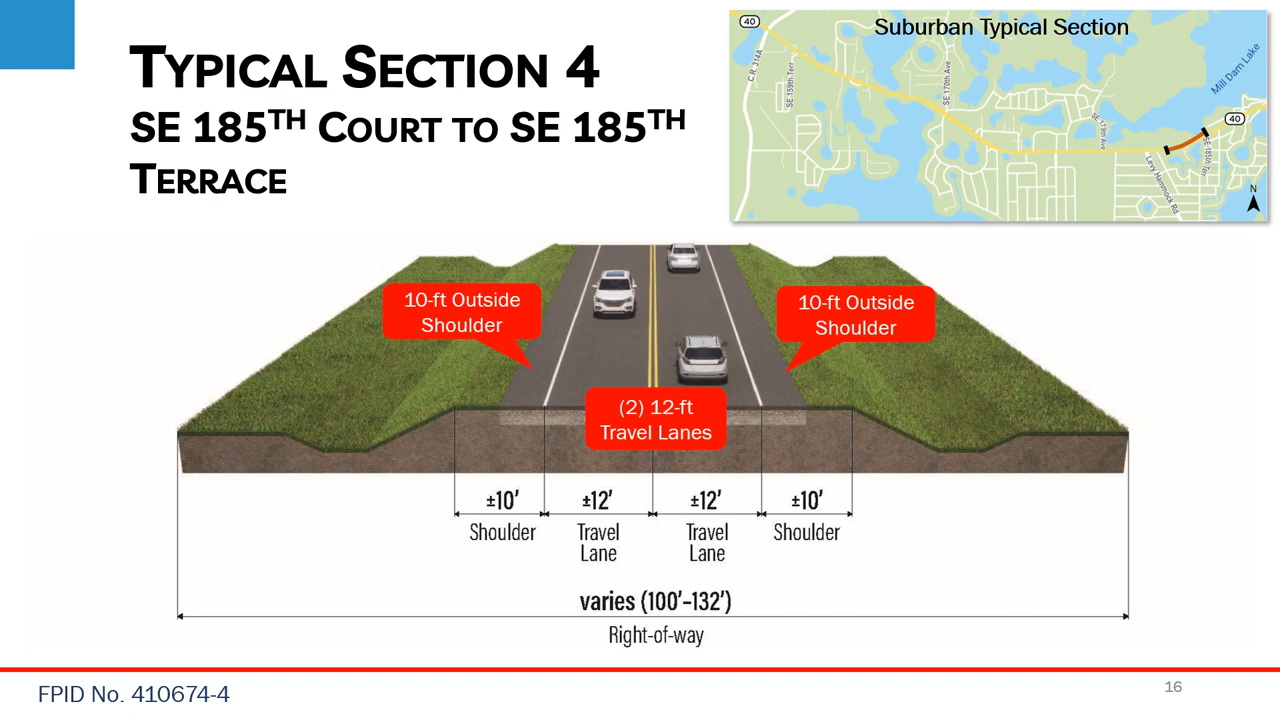 TYPICAL SECTION 4
SE 185TH COURT TO SE 185TH
TERRACE
Suburban Typical Section
40
C.R. 314A
SE 159th Terr
SE 170th Ave
SE 179th Ave
Mill Dam Lake
40
SE 185th Terr
Levy Hammock Rd
N
10-ft Outside
Shoulder
10-ft Outside
Shoulder
(2) 12-ft
Travel Lanes
±10'
±12'
±12'
±10'
Shoulder
Travel
Lane
Travel
Lane
Shoulder
varies (100'-132')
Right-of-way
FPID No. 410674-4
16